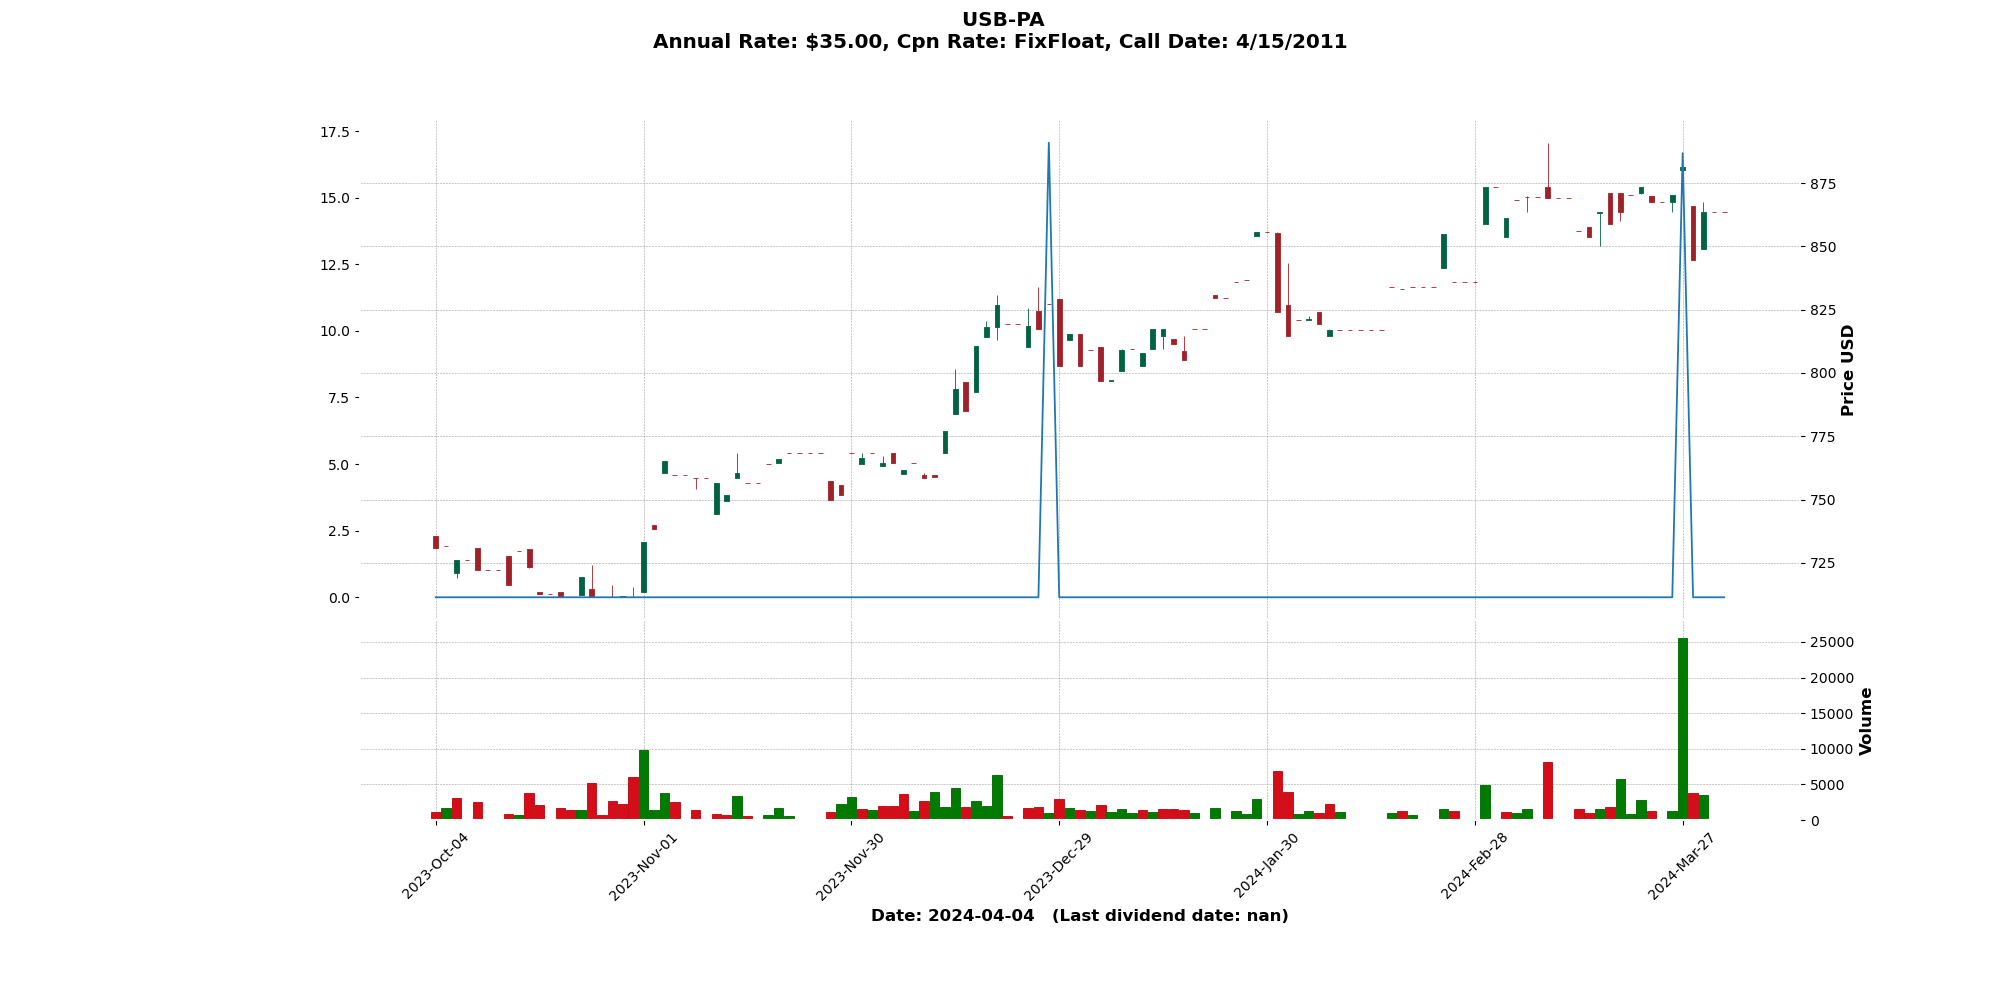 USB-PA
Annual Rate: $35.00, Cpn Rate: FixFloat, Call Date: 4/15/2011
17.5
15.0
12.5
10.0
7.5
5.0
2.5
0.0
875
850
825
800
775
750
725
Price USD
25000
20000
15000
10000
5000
0
Volume
2023-Oct-04
2023-Nov-01
2023-Nov-30
2023-Dec-29
2024-Jan-30
2024-Feb-28
2024-Mar-27
Date: 2024-04-04   (Last dividend date: nan)